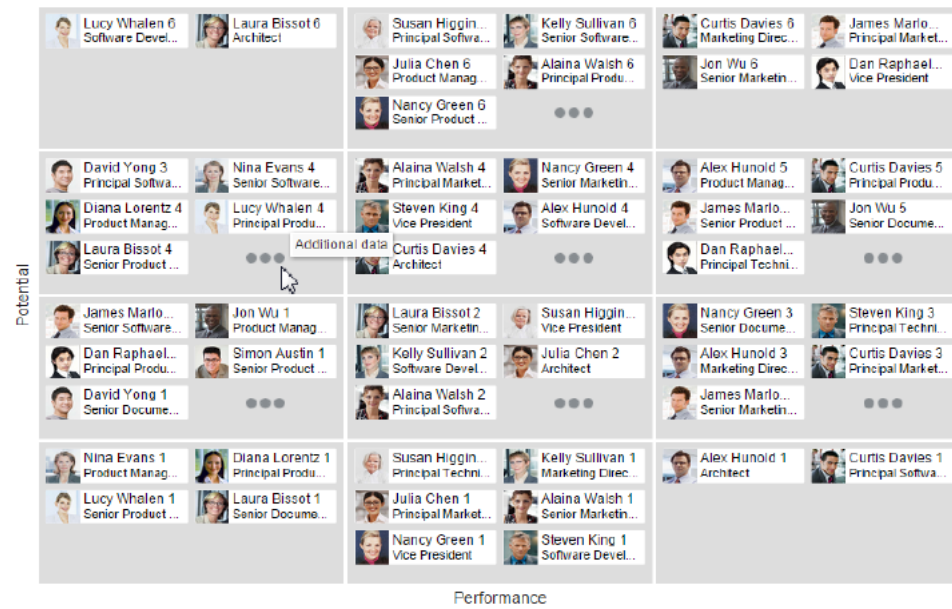 Lucy Whalen 6
Software Devel...
Laura Bissot 6
Architect
Susan Higgin...
Principal Softwa...
Kelly Sullivan 6
Senior Software...
Julia Chen 6
Product Manag...
Alaina Walsh 6
Principal Produ...
Nancy Green 6
Senior Product ...
Curtis Davies 6
Marketing Direc...
James Marlo...
Principal Market...
Jon Wu 6
Senior Marketin...
Dan Raphael...
Vice President
David Yong 3
Principal Softwa...
Nina Evans 4
Senior Software...
Diana Lorentz 4
Product Manag...
Lucy Whalen 4
Principal Produ...
Laura Bissot 4
Senior Product ...
Additional data
Alaina Walsh 4
Principal Market...
Nancy Green 4
Senior Marketin...
Steven King 4
Vice President
Alex Hunold 4
Software Devel...
Curtis Davies 4
Architect
Alex Hunold 5
Product Manag...
Curtis Davies 5
Principal Produ...
James Marlo...
Senior Product ...
Jon Wu 5
Senior Docume...
Dan Raphael...
Principal Techni...
James Marlo...
Senior Software...
Jon Wu 1
Product Manag...
Dan Raphael...
Principal Produ...
Simon Austin 1
Senior Product ...
David Yong 1
Senior Docume...
Laura Bissot 2
Senior Marketin...
Susan Higgin...
Vice President
Kelly Sullivan 2
Software Devel...
Julia Chen 2
Architect
Alaina Walsh 2
Principal Softwa...
Nancy Green 3
Senior Docume...
Steven King 3
Principal Techni...
Alex Hunold 3
Marketing Direc...
Curtis Davies 3
Principal Market...
James Marlo...
Senior Marketin...
Nina Evans 1
Product Manag...
Diana Lorentz 1
Principal Produ...
Lucy Whalen 1
Senior Product ...
Laura Bissot 1
Senior Docume...
Susan Higgin...
Principal Techni...
Kelly Sullivan 1
Marketing Direc...
Julia Chen 1
Principal Market...
Alaina Walsh 1
Senior Marketin...
Nancy Green 1
Vice President
Steven King 1
Software Devel...
Alex Hunold 1
Architect
Curtis Davies 1
Principal Softwa...
Potential
Performance